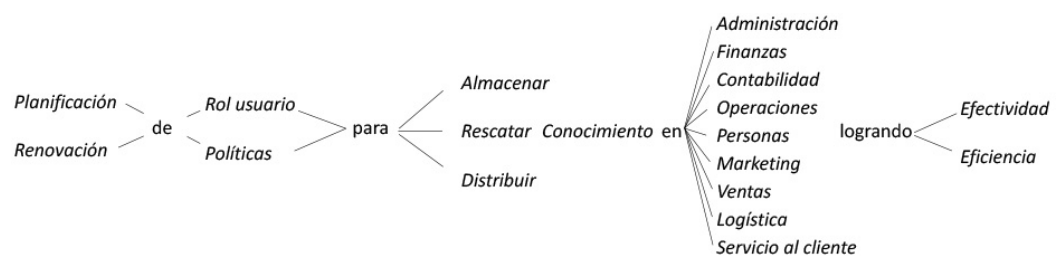 Planificación
Renovación
de
Rol usuario
Políticas
para
Almacenar
Rescatar Conocimiento en
Distribuir
Administración
Finanzas
Contabilidad
Operaciones
Personas
Marketing
Ventas
Logística
Servicio al cliente
logrando
Efectividad
Eficiencia